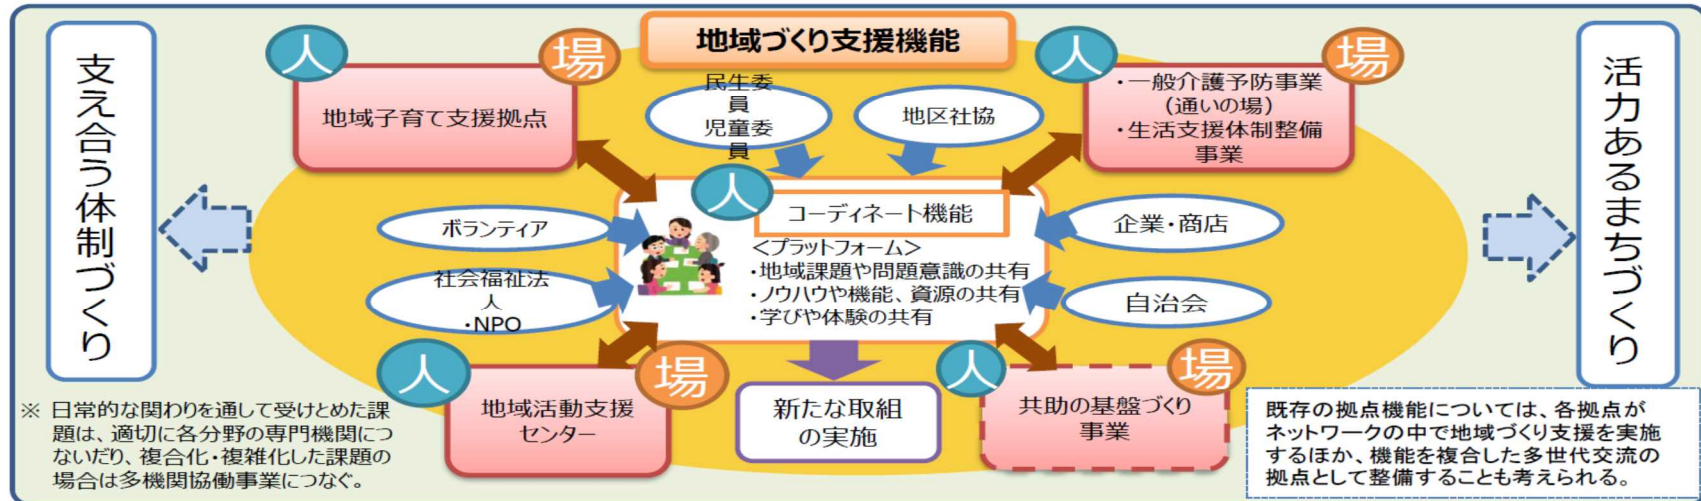 地域づくり支援機能
支え合う体制づくり
人
場
地域子育て支援拠点
民生委
員
児童委
員
地区社協
人
場
・一般介護予防事業
(通いの場)
・生活支援体制整備
事業
活力あるまちづくり
人
コーディネート機能
<プラットフォーム>
・地域課題や問題意識の共有
・ノウハウや機能、資源の共有
・学びや体験の共有
ボランティア
社会福祉法
人
・NPO
企業・商店
自治会
人
場
地域活動支援
センター
新たな取組
の実施
人
場
共助の基盤づくり
事業
※ 日常的な関わりを通して受けとめた課
題は、適切に各分野の専門機関につ
ないだり、複合化・複雑化した課題の
場合は多機関協働事業につなぐ。
既存の拠点機能については、各拠点が
ネットワークの中で地域づくり支援を実施
するほか、機能を複合した多世代交流の
拠点として整備することも考えられる。